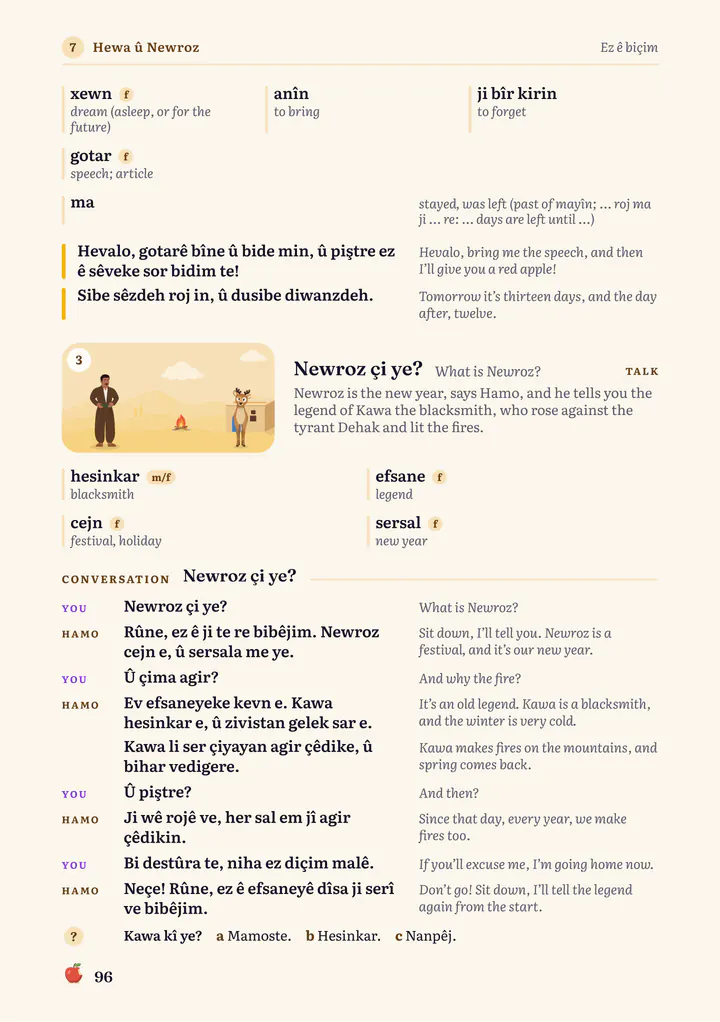 7 Hewa û Newroz
Ez ê biçim
xewn f
dream (asleep, or for the
future)
anîn
to bring
ji bîr kirin
to forget
gotar f
speech; article
ma
stayed, was left (past of mayîn; … roj ma
ji … re: … days are left until …)
Hevalo, gotarê bîne û bide min, û piştre ez
ê sêveke sor bidim te!
Hevalo, bring me the speech, and then
I’ll give you a red apple!
Sibe sêzdeh roj in, û dusibe diwanzdeh.
Tomorrow it’s thirteen days, and the day
after, twelve.
3
Newroz çi ye? What is Newroz?
TALK
Newroz is the new year, says Hamo, and he tells you the
legend of Kawa the blacksmith, who rose against the
tyrant Dehak and lit the fires.
hesinkar m/f
blacksmith
efsane f
legend
cejn f
festival, holiday
sersal f
new year
CONVERSATION Newroz çi ye?
YOU Newroz çi ye?
What is Newroz?
HAMO Rûne, ez ê ji te re bibêjim. Newroz
cejn e, û sersala me ye.
Sit down, I’ll tell you. Newroz is a
festival, and it’s our new year.
YOU Û çima agir?
And why the fire?
HAMO Ev efsaneyeke kevn e. Kawa
hesinkar e, û zivistan gelek sar e.
It’s an old legend. Kawa is a blacksmith,
and the winter is very cold.
Kawa li ser çiyayan agir çêdike, û
bihar vedigere.
Kawa makes fires on the mountains, and
spring comes back.
YOU Û piştre?
And then?
HAMO Ji wê rojê ve, her sal em jî agir
çêdikin.
Since that day, every year, we make
fires too.
YOU Bi destûra te, niha ez diçim malê.
If you’ll excuse me, I’m going home now.
HAMO Neçe! Rûne, ez ê efsaneyê dîsa ji serî
ve bibêjim.
Don’t go! Sit down, I’ll tell the legend
again from the start.
? Kawa kî ye? a Mamoste. b Hesinkar. c Nanpêj.
96